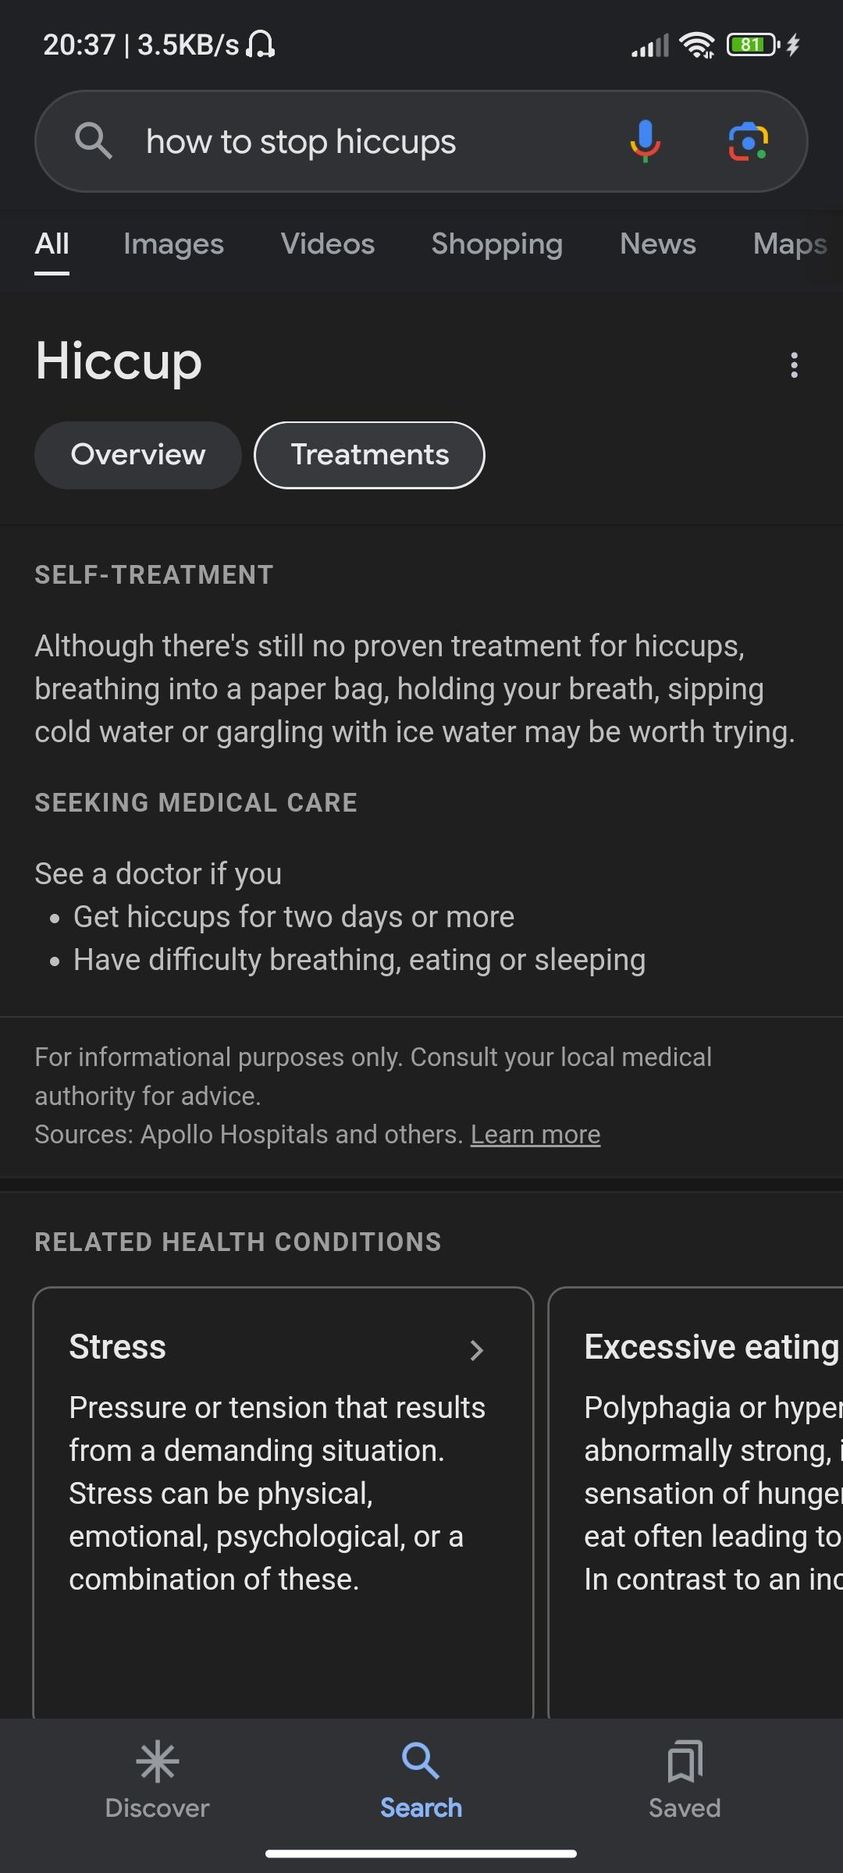 20:37 | 3.5KB/s
81
how to stop hiccups
All Images Videos Shopping News Maps
Hiccup
Overview Treatments
SELF-TREATMENT
Although there's still no proven treatment for hiccups,
breathing into a paper bag, holding your breath, sipping
cold water or gargling with ice water may be worth trying.
SEEKING MEDICAL CARE
See a doctor if you
• Get hiccups for two days or more
• Have difficulty breathing, eating or sleeping
For informational purposes only. Consult your local medical
authority for advice.
Sources: Apollo Hospitals and others. Learn more
RELATED HEALTH CONDITIONS
Stress
Pressure or tension that results
from a demanding situation.
Stress can be physical,
emotional, psychological, or a
combination of these.
Excessive eating
Polyphagia or hyper
abnormally strong,
sensation of hunger
eat often leading to
In contrast to an inc
Discover Search Saved